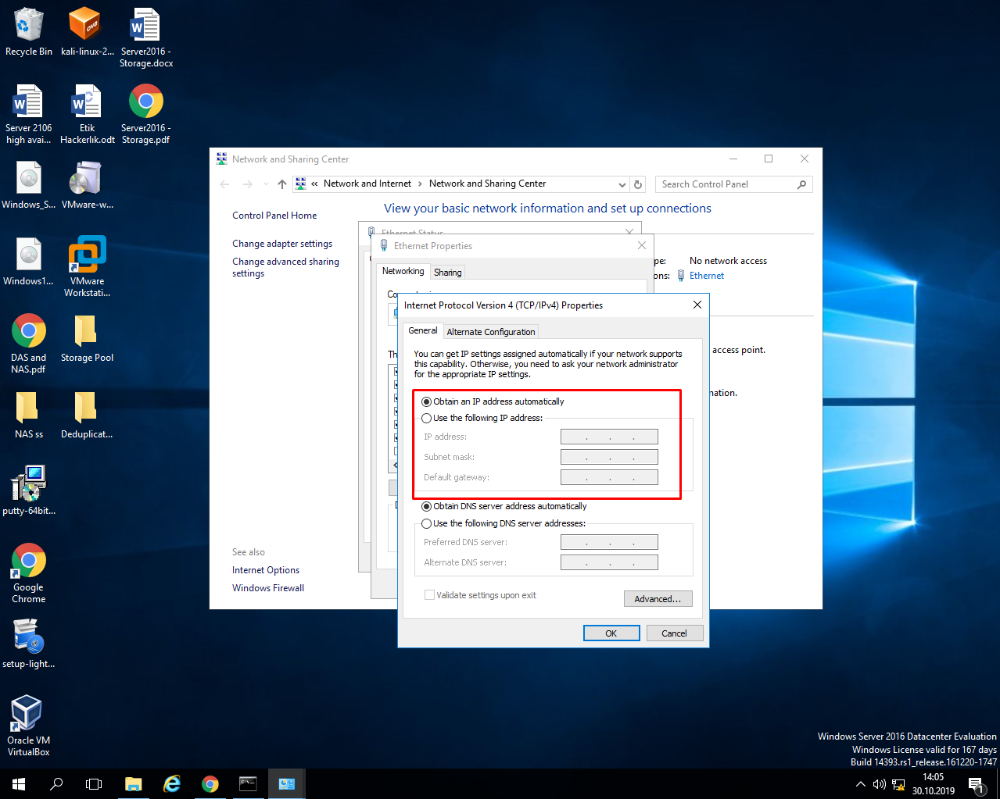 Recycle Bin
kali-linux-2...
ova
Server2016 -
Storage.docx
Server 2106
high avai...
Etik
Hackerlık.odt
Server2016 -
Storage.pdf
Windows_S...
VMware-w...
Windows1...
VMware
Workstati...
DAS and
NAS.pdf
Storage Pool
NAS ss
Deduplicat...
putty-64bit...
Google
Chrome
setup-light...
Oracle VM
VirtualBox
Network and Sharing Center
« Network and Internet > Network and Sharing Center
Search Control Panel
Control Panel Home
Change adapter settings
Change advanced sharing
settings
See also
Internet Options
Windows Firewall
View your basic network information and set up connections
Ethernet Status
pe: No network access
ons: Ethernet
access point.
Ethernet Properties
Networking
Sharing
Internet Protocol Version 4 (TCP/IPv4) Properties
General
Alternate Configuration
You can get IP settings assigned automatically if your network supports
this capability. Otherwise, you need to ask your network administrator
for the appropriate IP settings.
Obtain an IP address automatically
Use the following IP address:
IP address:
Subnet mask:
Default gateway:
Obtain DNS server address automatically
Use the following DNS server addresses:
Preferred DNS server:
Alternate DNS server:
Validate settings upon exit
Advanced...
OK
Cancel
Windows Server 2016 Datacenter Evaluation
Windows License valid for 167 days
Build 14393.rs1_release.161220-1747
14:05
30.10.2019
1